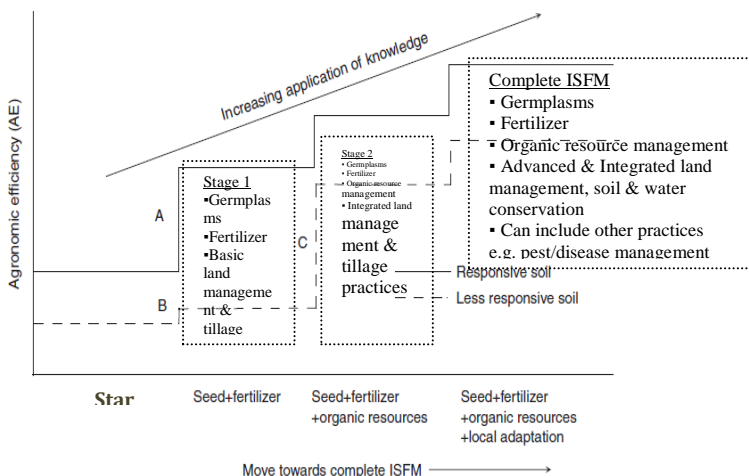 Agronomic efficiency (AE)
Increasing application of knowledge
A
B
C
Stage 1
▪Germplas
ms
▪Fertilizer
▪Basic
land
manageme
nt &
tillage
Stage 2
▪ Germplasms
▪ Fertilizer
▪ Organic resource
management
▪ Integrated land
manage
ment &
tillage
practices
Complete ISFM
▪ Germplasms
▪ Fertilizer
▪ Organic resource management
▪ Advanced & Integrated land
management, soil & water
conservation
▪ Can include other practices
e.g. pest/disease management
Responsive soil
Less responsive soil
Star
Seed+fertilizer
Seed+fertilizer
+organic resources
Seed+fertilizer
+organic resources
+local adaptation
Move towards complete ISFM